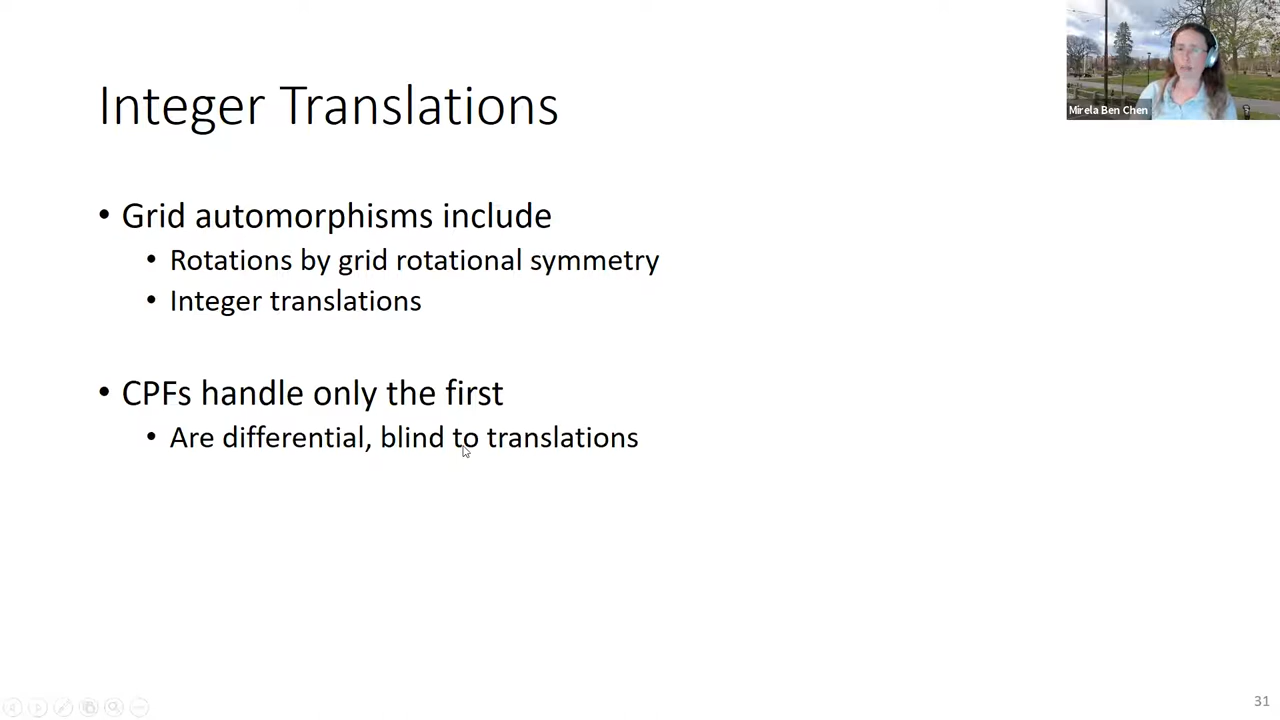 Mirela Ben Chen
Integer Translations
• Grid automorphisms include
• Rotations by grid rotational symmetry
• Integer translations
• CPFs handle only the first
• Are differential, blind to translations
31